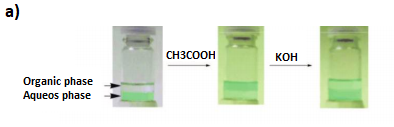 a)
CH3COOH
KOH
Organic phase
Aqueos phase